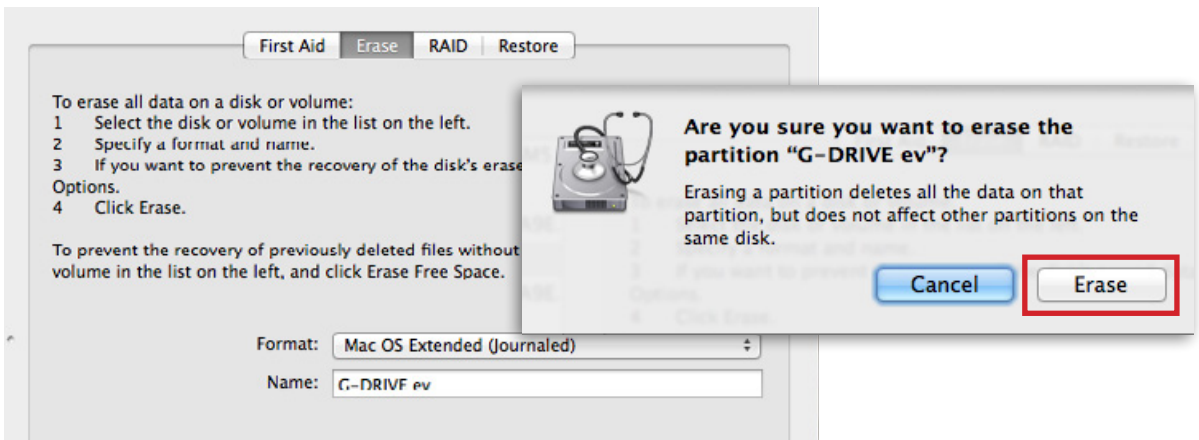 First Aid Erase RAID Restore
To erase all data on a disk or volume:
1 Select the disk or volume in the list on the left.
2 Specify a format and name.
3 If you want to prevent the recovery of the disk's erase
Options.
4 Click Erase.
To prevent the recovery of previously deleted files without
volume in the list on the left, and click Erase Free Space.
Format: Mac OS Extended (Journaled)
Name: G-DRIVE ev
Are you sure you want to erase the
partition “G-DRIVE ev”?
Erasing a partition deletes all the data on that
partition, but does not affect other partitions on the
same disk.
Cancel Erase